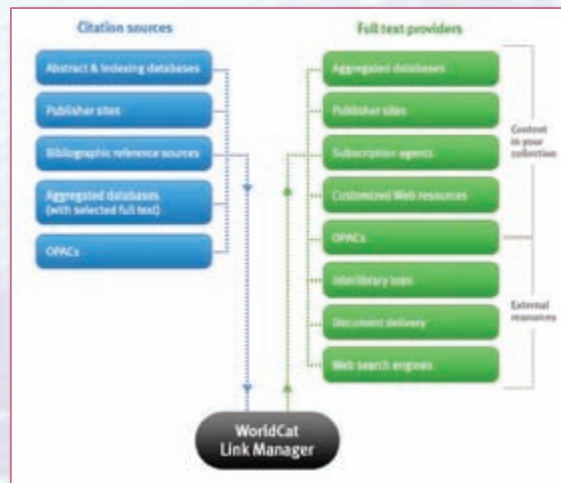 Citation sources
Abstract & Indexing databases
Publisher sites
Bibliographic reference sources
Aggregated databases
(with selected full text)
OPACs
Full text providers
Aggregated databases
Publisher sites
Subscription agents
Customized Web resources
OPACs
Interlibrary loan
Document delivery
Web search engines
Content
in your
collection
External
resources
WorldCat
Link Manager